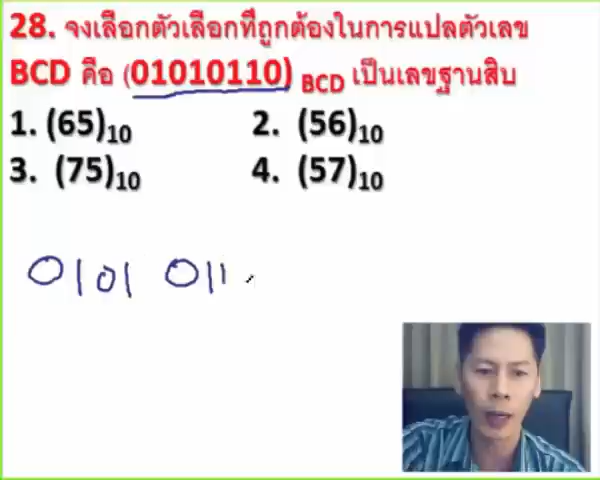 28. จงเลือกตัวเลือกที่ถูกต้องในการแปลตัวเลข
BCD คือ (01010110) BCD เป็นเลขฐานสิบ
1. (65)10 2. (56)10
3. (75)10 4. (57)10
0101 011